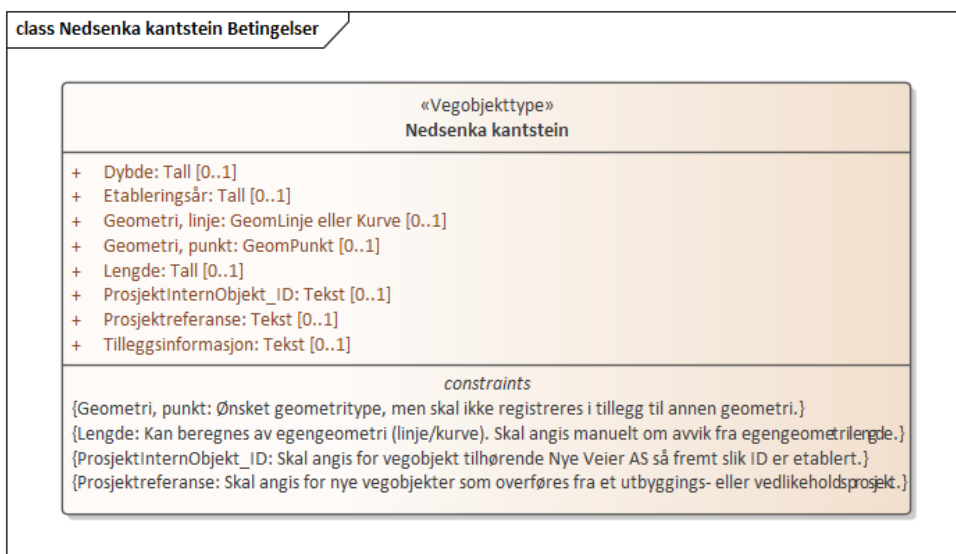 class Nedsenka kantstein Betingelser
«Vegobjekttype»
Nedsenka kantstein
+ Dybde: Tall [0..1]
+ Etableringsår: Tall [0..1]
+ Geometri, linje: GeomLinje eller Kurve [0..1]
+ Geometri, punkt: GeomPunkt [0..1]
+ Lengde: Tall [0..1]
+ ProsjektInternObjekt_ID: Tekst [0..1]
+ Prosjektreferanse: Tekst [0..1]
+ Tilleggsinformasjon: Tekst [0..1]
constraints
{Geometri, punkt: Ønsket geometritype, men skal ikke registreres i tillegg til annen geometri.}
{Lengde: Kan beregnes av egengeometri (linje/kurve). Skal angis manuelt om avvik fra egengeometrilengde.}
{ProsjektInternObjekt_ID: Skal angis for vegobjekt tilhørende Nye Veier AS så fremt slik ID er etablert.}
{Prosjektreferanse: Skal angis for nye vegobjekter som overføres fra et utbyggings- eller vedlikeholdsprosjekt.}